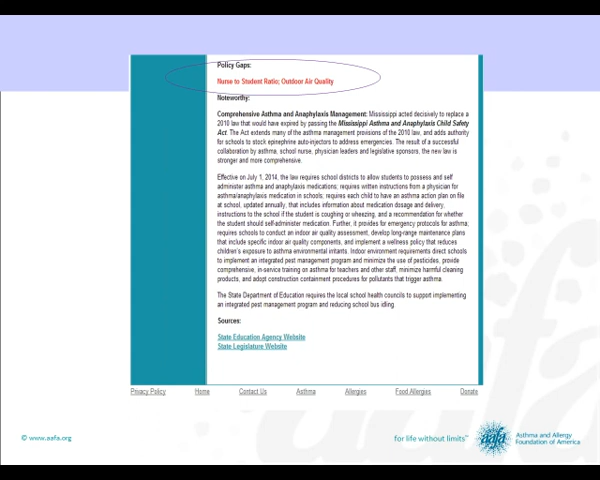 Policy Gaps:
Nurse to Student Ratio; Outdoor Air Quality
Noteworthy:
Comprehensive Asthma and Anaphylaxis Management: Mississippi acted decisively to replace a
2010 law that would have expired by passing the Mississippi Asthma and Anaphylaxis Child Safety
Act. The Act extends many of the asthma management provisions of the 2010 law, and adds authority
for schools to stock epinephrine auto-injectors to address emergencies. The result of a successful
collaboration by asthma, school nurse, physician leaders and legislative sponsors, the new law is
stronger and more comprehensive.
Effective on July 1, 2014, the law requires school districts to allow students to possess and self
administer asthma and anaphylaxis medications; requires written instructions from a physician for
asthma/anaphylaxis medication in schools; requires each child to have an asthma action plan on file
at school, updated annually, that includes information about medication dosage and delivery,
instructions to the school if the student is coughing or wheezing, and a recommendation for whether
the student should self-administer medication. Further, it provides for emergency protocols for asthma;
requires schools to conduct an indoor air quality assessment, develop long-range maintenance plans
that include specific indoor air quality components, and implement a wellness policy that reduces
children's exposure to asthma environmental irritants. Indoor environment requirements direct schools
to implement an integrated pest management program and minimize the use of pesticides, provide
comprehensive, in-service training on asthma for teachers and other staff, minimize harmful cleaning
products, and adopt construction containment procedures for pollutants that trigger asthma.
The State Department of Education requires the local school health councils to support implementing
an integrated pest management program and reducing school bus idling
Sources:
State Education Agency Website
State Legislature Website
Privacy Policy Home Contact Us Asthma Allergies Food Allergies Donate
© www.aafa.org
for life without limits™
aafa
Asthma and Allergy
Foundation of America